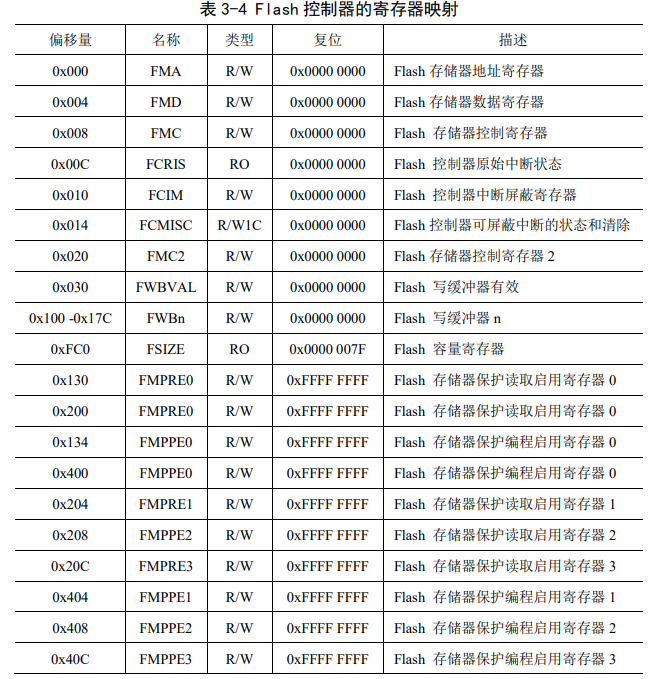 表 3-4 Flash 控制器的寄存器映射
偏移量 名称 类型 复位 描述
0x000 FMA R/W 0x0000 0000 Flash 存储器地址寄存器
0x004 FMD R/W 0x0000 0000 Flash 存储器数据寄存器
0x008 FMC R/W 0x0000 0000 Flash 存储器控制寄存器
0x00C FCRIS RO 0x0000 0000 Flash 控制器原始中断状态
0x010 FCIM R/W 0x0000 0000 Flash 控制器中断屏蔽寄存器
0x014 FCMISC R/W1C 0x0000 0000 Flash 控制器可屏蔽中断的状态和清除
0x020 FMC2 R/W 0x0000 0000 Flash 存储器控制寄存器 2
0x030 FWBVAL R/W 0x0000 0000 Flash 写缓冲器有效
0x100 -0x17C FWBn R/W 0x0000 0000 Flash 写缓冲器 n
0xFC0 FSIZE RO 0x0000 007F Flash 容量寄存器
0x130 FMPRE0 R/W 0xFFFF FFFF Flash 存储器保护读取启用寄存器 0
0x200 FMPRE0 R/W 0xFFFF FFFF Flash 存储器保护读取启用寄存器 0
0x134 FMPPE0 R/W 0xFFFF FFFF Flash 存储器保护编程启用寄存器 0
0x400 FMPPE0 R/W 0xFFFF FFFF Flash 存储器保护编程启用寄存器 0
0x204 FMPRE1 R/W 0xFFFF FFFF Flash 存储器保护读取启用寄存器 1
0x208 FMPPE2 R/W 0xFFFF FFFF Flash 存储器保护读取启用寄存器 2
0x20C FMPRE3 R/W 0xFFFF FFFF Flash 存储器保护读取启用寄存器 3
0x404 FMPPE1 R/W 0xFFFF FFFF Flash 存储器保护编程启用寄存器 1
0x408 FMPPE2 R/W 0xFFFF FFFF Flash 存储器保护编程启用寄存器 2
0x40C FMPPE3 R/W 0xFFFF FFFF Flash 存储器保护编程启用寄存器 3